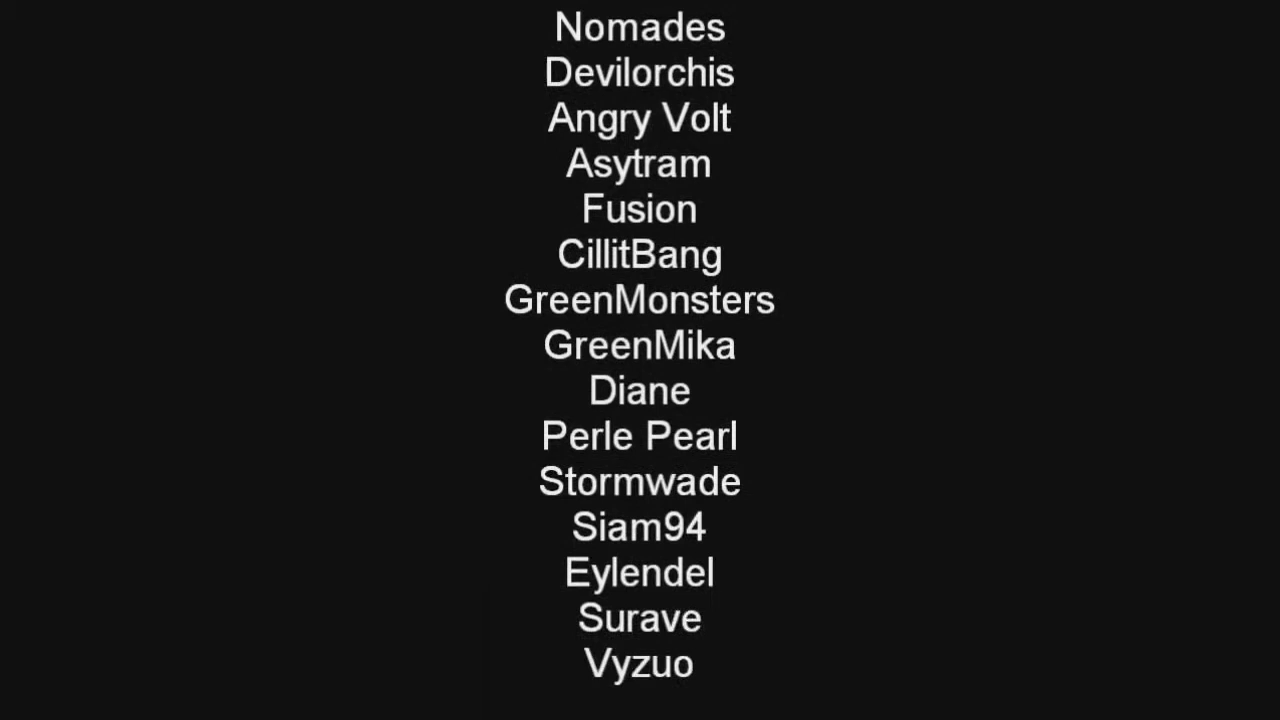 Nomades
Devilorchis
Angry Volt
Asytram
Fusion
CillitBang
GreenMonsters
GreenMika
Diane
Perle Pearl
Stormwade
Siam94
Eylendel
Surave
Vyzuo